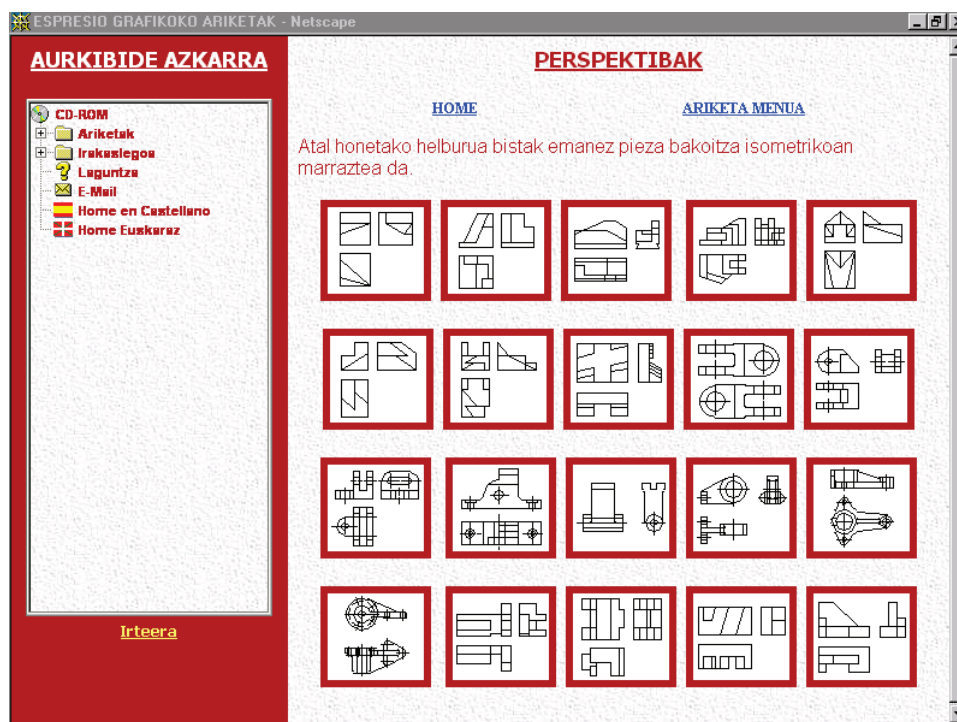 ESPRESIO GRAFIKOKO ARIKETAK - Netscape
AURKIBIDE AZKARRA
CD-ROM
Ariketak
Irakaslegoa
Laguntza
E-Mail
Home en Castellano
Home Euskaraz
Irteera
PERSPEKTIBAK
HOME
ARIKETA MENUA
Atal honetako helburua bistak emanez pieza bakoitza isometrikoan
marraztea da.